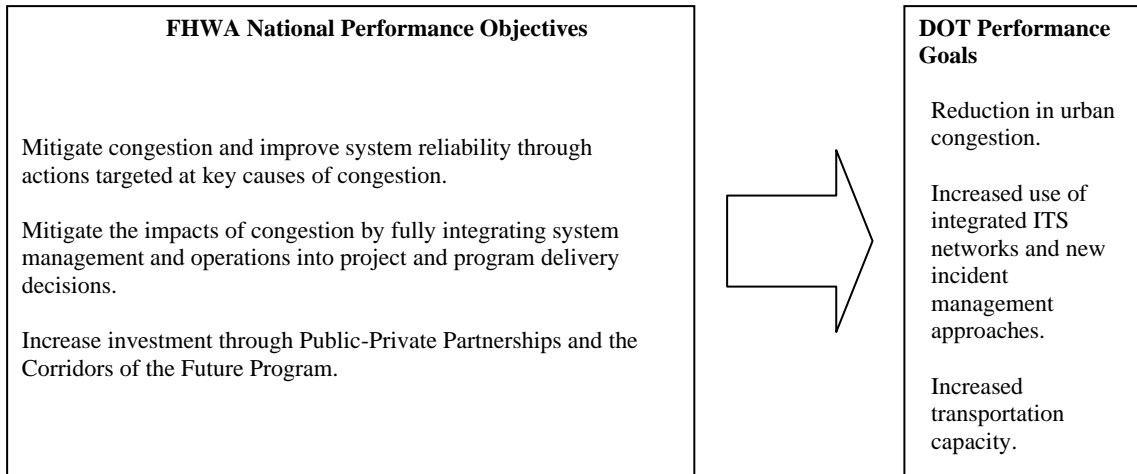 FHWA National Performance Objectives
Mitigate congestion and improve system reliability through
actions targeted at key causes of congestion.
Mitigate the impacts of congestion by fully integrating system
management and operations into project and program delivery
decisions.
Increase investment through Public-Private Partnerships and the
Corridors of the Future Program.
DOT Performance
Goals
Reduction in urban
congestion.
Increased use of
integrated ITS
networks and new
incident
management
approaches.
Increased
transportation
capacity.